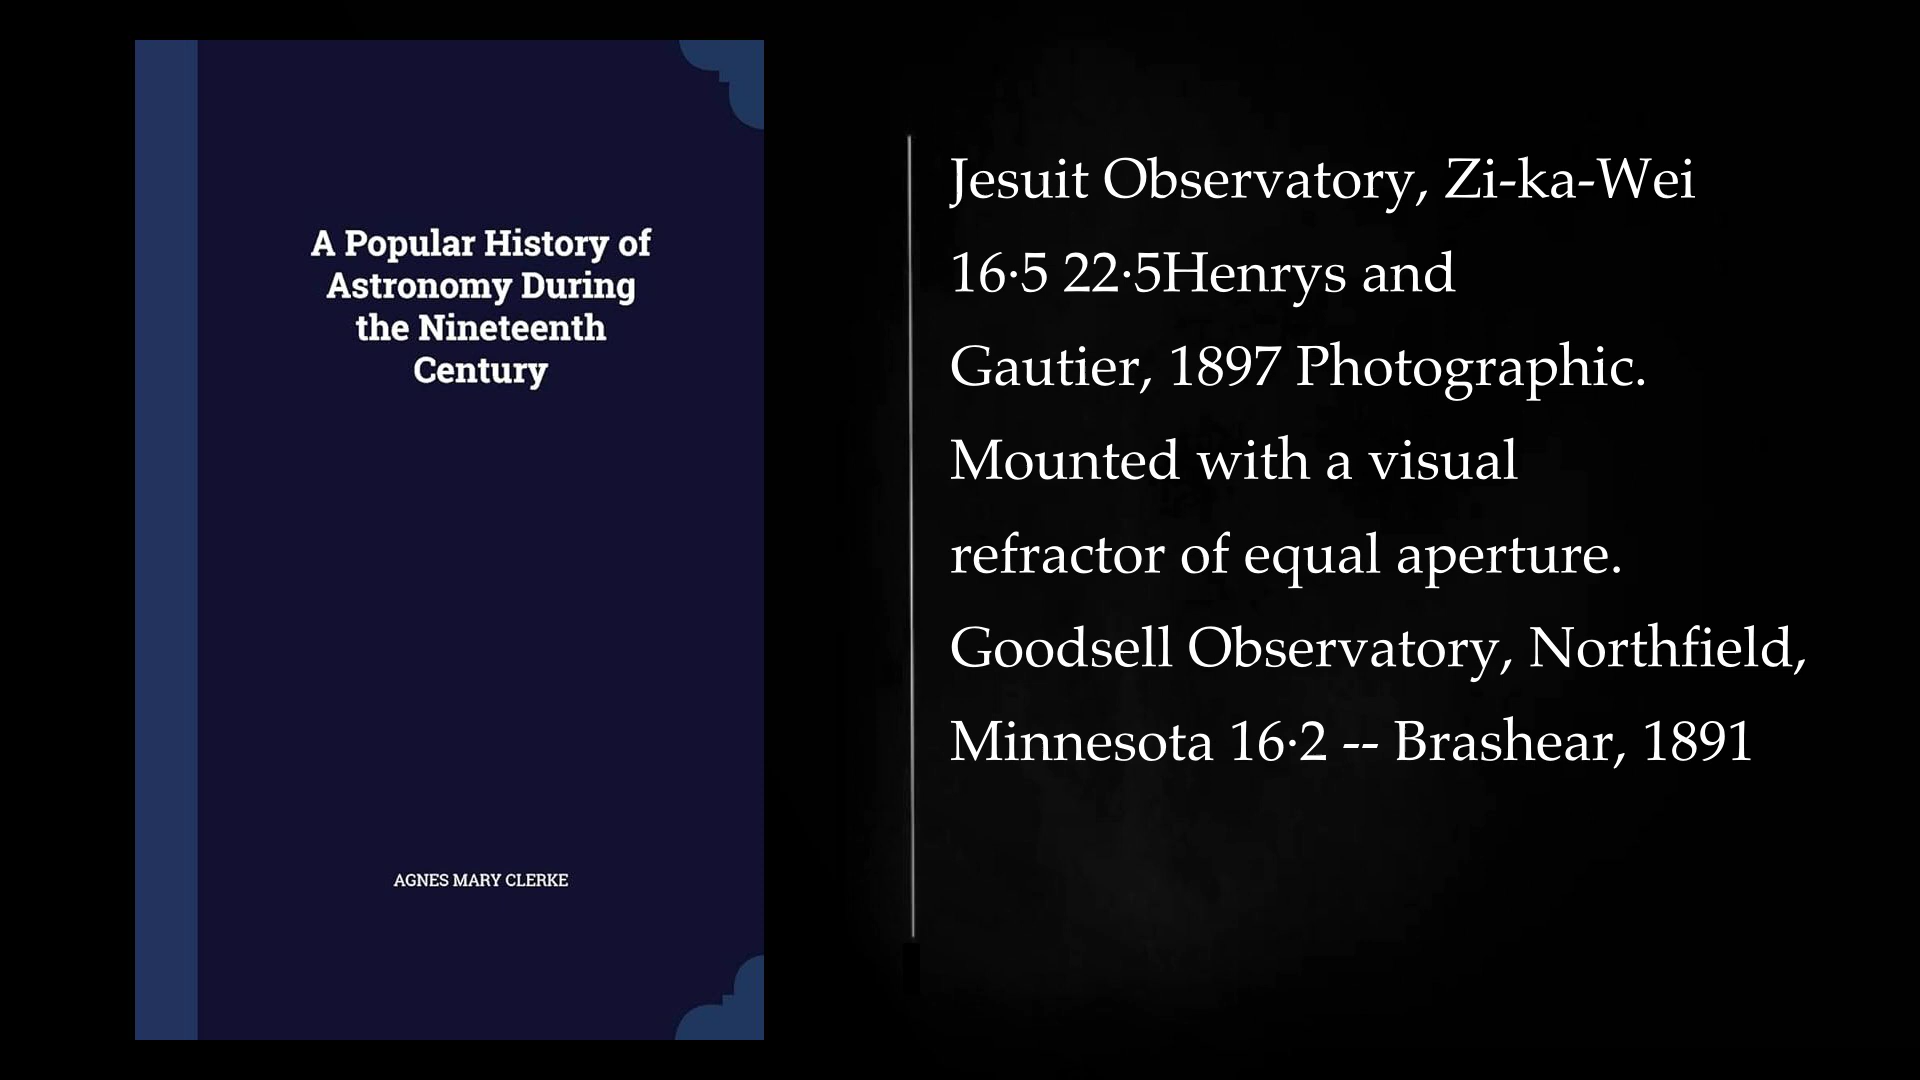 A Popular History of
Astronomy During
the Nineteenth
Century
AGNES MARY CLERKE
Jesuit Observatory, Zi-ka-Wei
16·5 22·5Henrys and
Gautier, 1897 Photographic.
Mounted with a visual
refractor of equal aperture.
Goodsell Observatory, Northfield,
Minnesota 16·2 -- Brashear, 1891